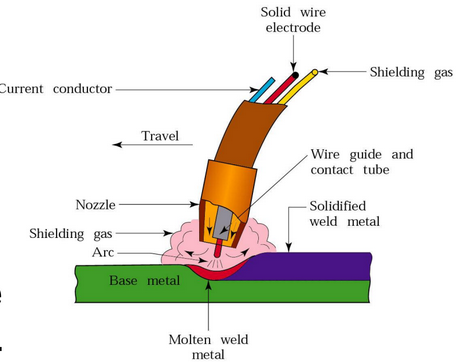 Solid wire
electrode
Shielding gas
Current conductor
Travel
Wire guide and
contact tube
Nozzle
Solidified
weld metal
Shielding gas
Arc
Base metal
Molten weld
metal